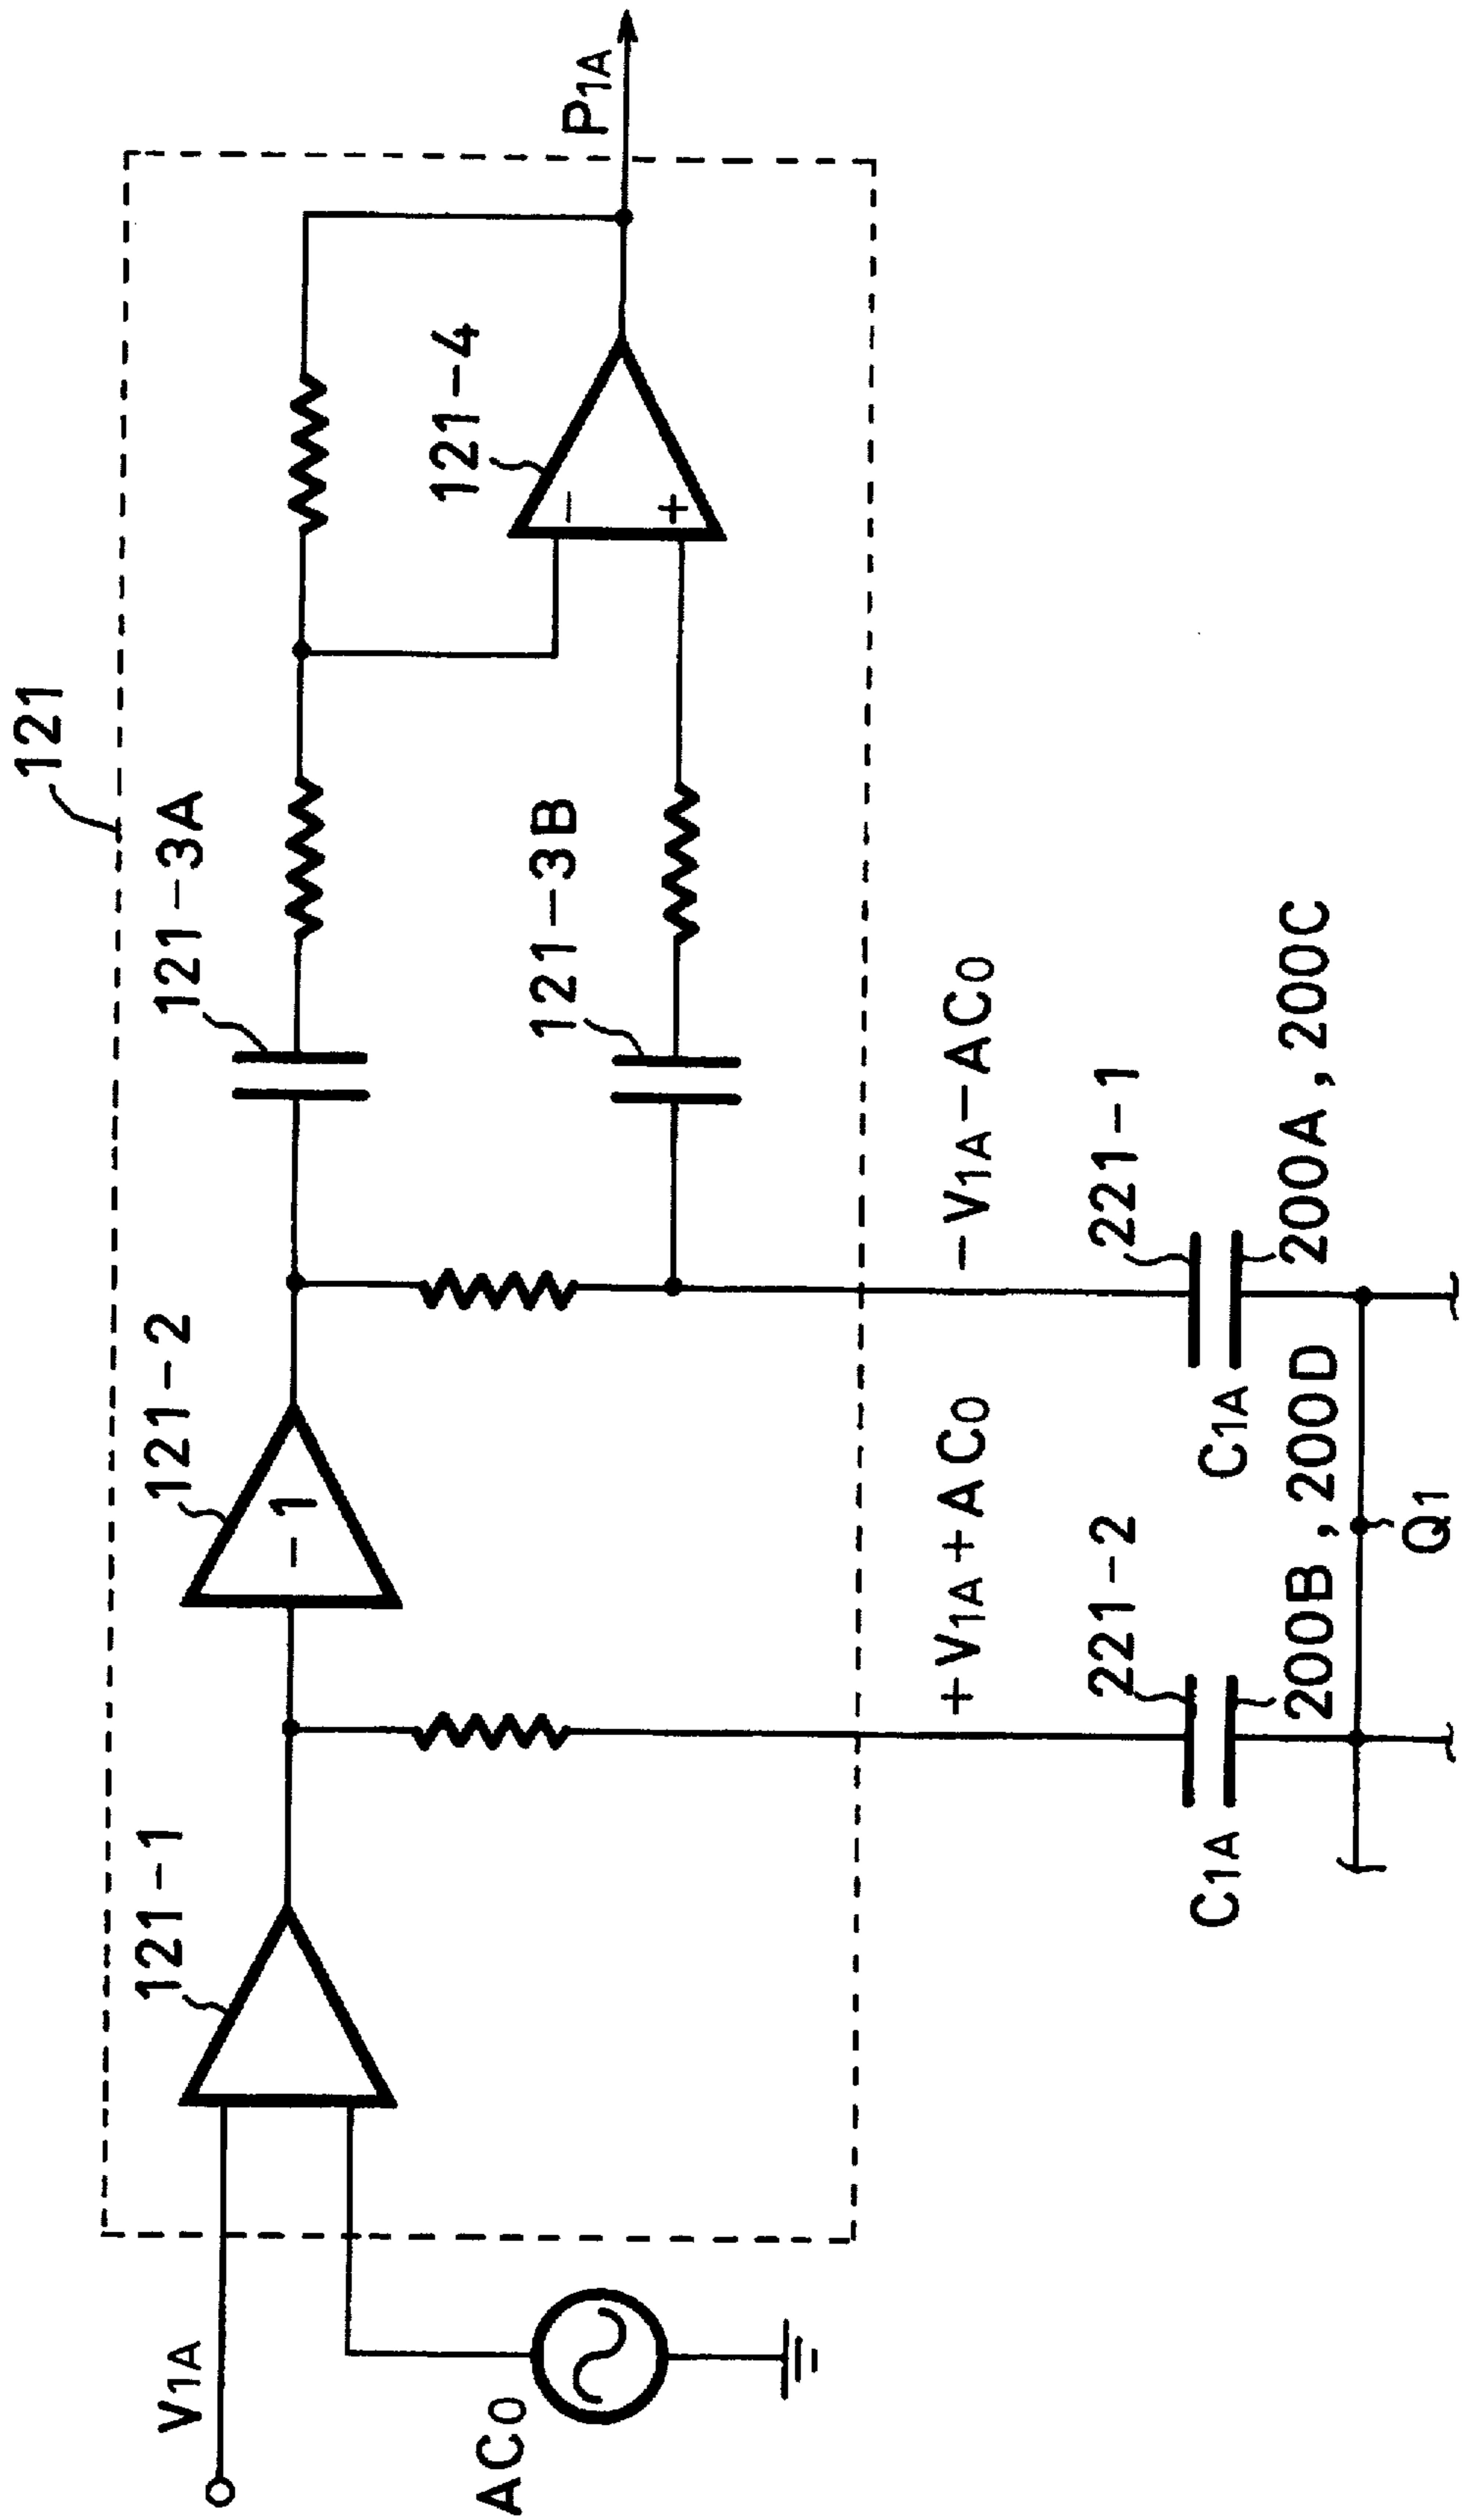 121
121-1
121-2
121-3A
121-3B
121-4
V1A
-1
-
+
P1A
AC0
+V1A+AC0
-V1A-AC0
221-2
221-1
C1A
200B, 200D
C1A
200A, 200C
Q1